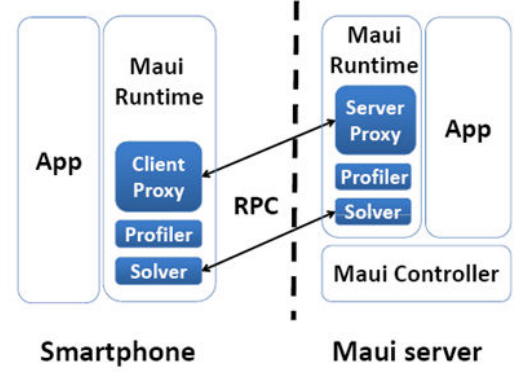 App
Maui
Runtime
Client
Proxy
Profiler
Solver
RPC
Maui
Runtime
Server
Proxy
Profiler
Solver
App
Maui Controller
Smartphone
Maui server